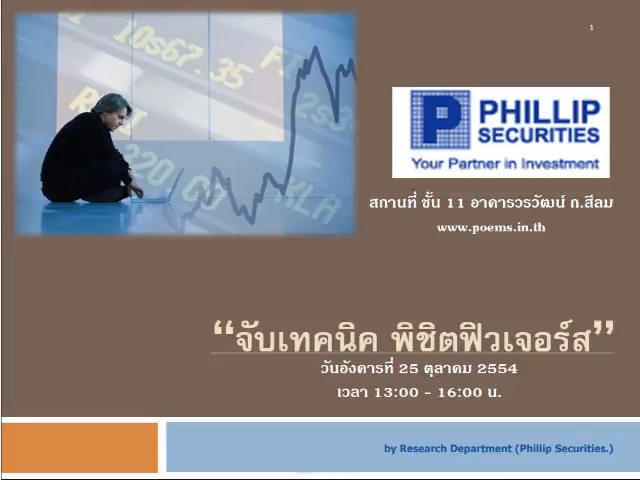 1
10s67.35
PHILLIP
SECURITIES
Your Partner in Investment
สถานที่ ชั้น 11 อาคารวรวัฒน์ ถ.สีลม
www.poems.in.th
“จับเทคนิค พิชิตฟิวเจอร์ส”
วันอังคารที่ 25 ตุลาคม 2554
เวลา 13:00 - 16:00 น.
by Research Department (Phillip Securities.)